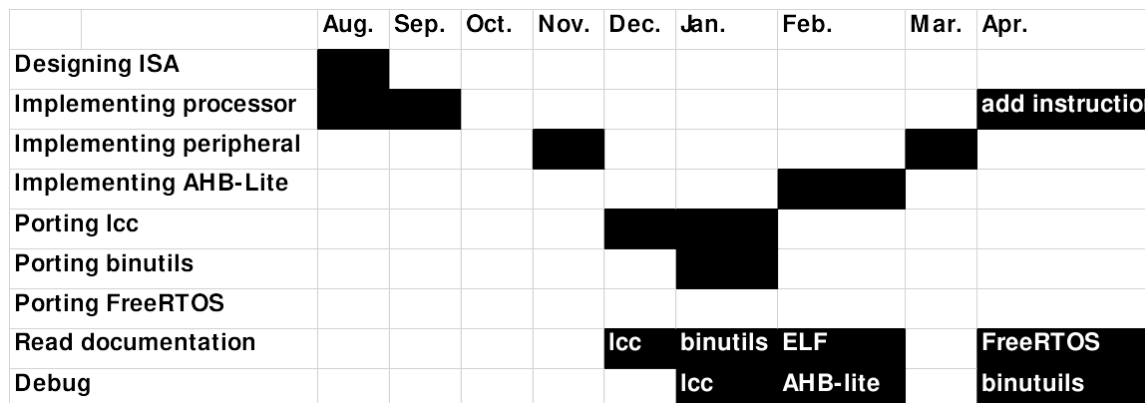 Aug. Sep. Oct. Nov. Dec. Jan. Feb. Mar. Apr.
Designing ISA
Implementing processor add instructio
Implementing peripheral
Implementing AHB-Lite
Porting lcc
Porting binutils
Porting FreeRTOS
Read documentation lcc binutils ELF FreeRTOS
Debug lcc AHB-lite binutuils